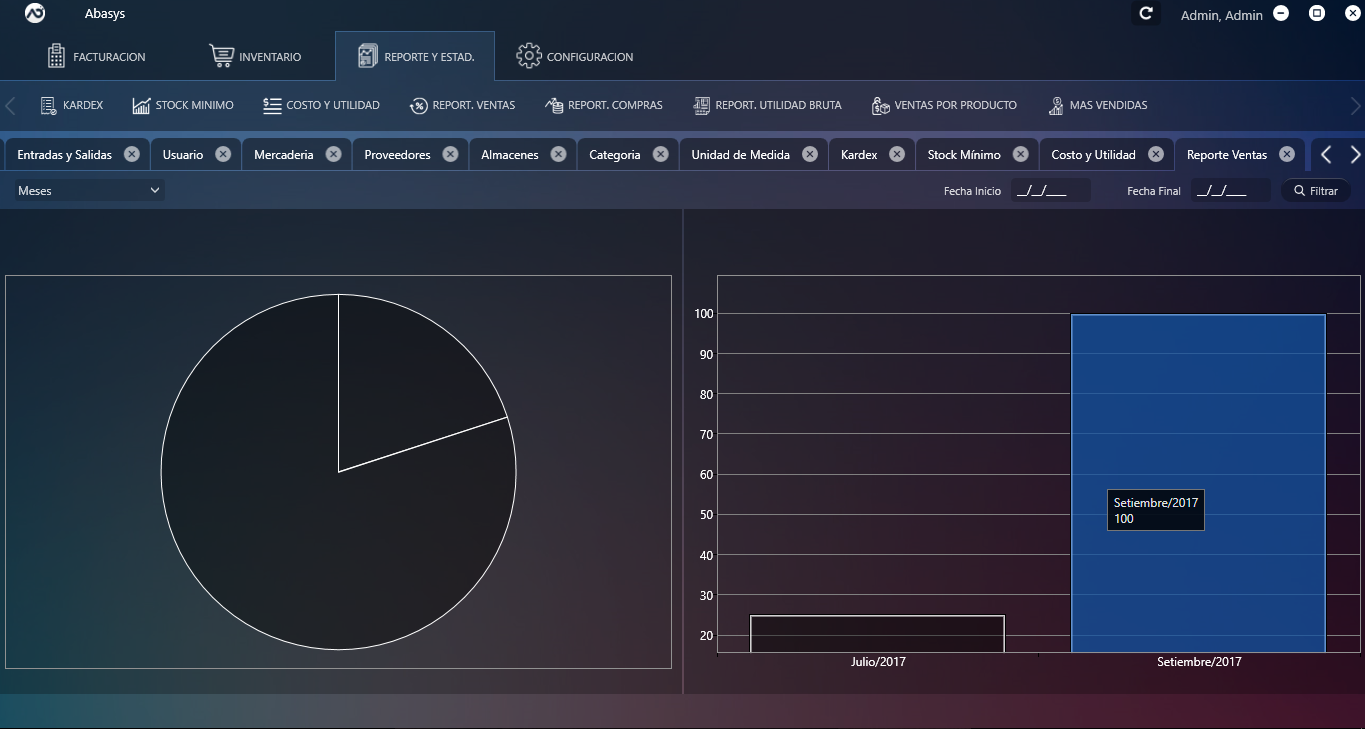 Abasys
Admin, Admin
FACTURACION
INVENTARIO
REPORTE Y ESTAD.
CONFIGURACION
KARDEX
STOCK MINIMO
COSTO Y UTILIDAD
REPORT. VENTAS
REPORT. COMPRAS
REPORT. UTILIDAD BRUTA
VENTAS POR PRODUCTO
MAS VENDIDAS
Entradas y Salidas
Usuario
Mercaderia
Proveedores
Almacenes
Categoria
Unidad de Medida
Kardex
Stock Mínimo
Costo y Utilidad
Reporte Ventas
Meses
Fecha Inicio
__/__/____
Fecha Final
__/__/____
Filtrar
100
90
80
70
60
50
40
30
20
Setiembre/2017
100
Julio/2017
Setiembre/2017